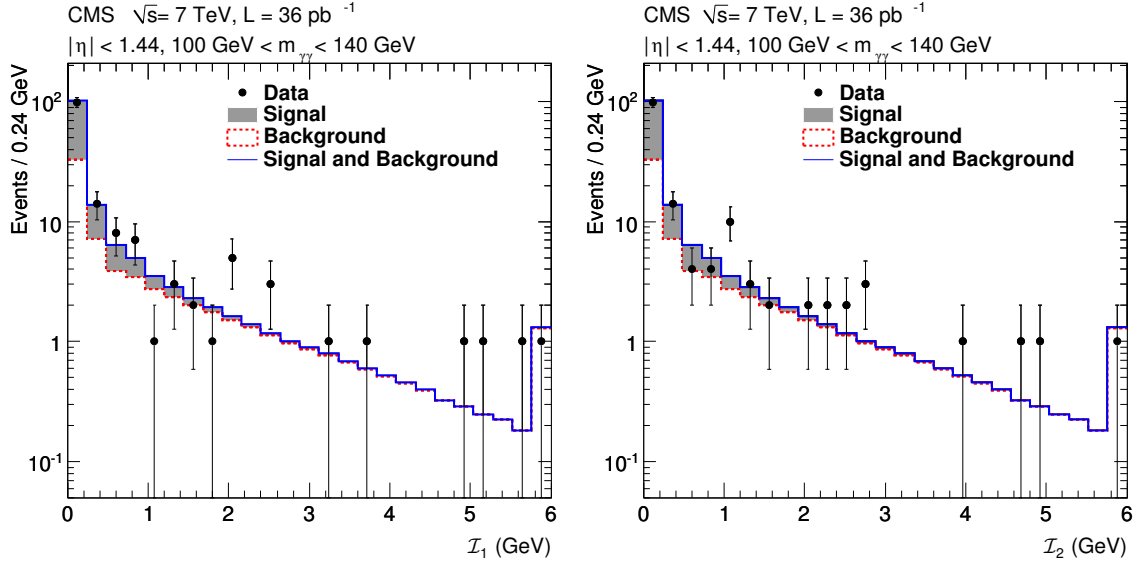 CMS √s= 7 TeV, L = 36 pb⁻¹
|η| < 1.44, 100 GeV < mγγ < 140 GeV
Events / 0.24 GeV
10²
10
1
10⁻¹
Data
Signal
Background
Signal and Background
0 1 2 3 4 5 6
I₁ (GeV)
CMS √s= 7 TeV, L = 36 pb⁻¹
|η| < 1.44, 100 GeV < mγγ < 140 GeV
Events / 0.24 GeV
10²
10
1
10⁻¹
Data
Signal
Background
Signal and Background
0 1 2 3 4 5 6
I₂ (GeV)